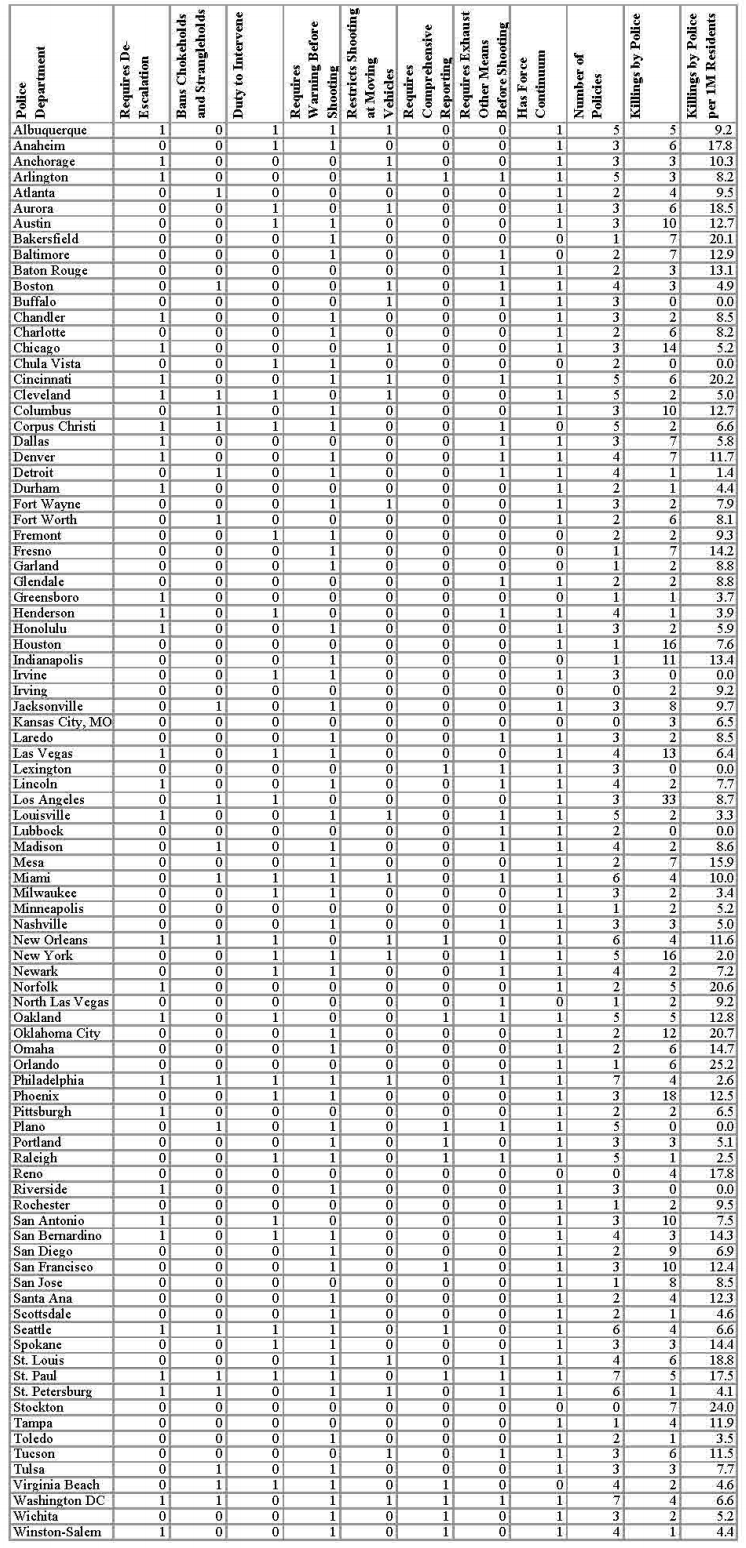 Police Department Requires De-Escalation Bans Chokeholds and Strangleholds Duty to Intervene Requires Warning Before Shooting Restricts Shooting at Moving Vehicles Requires Comprehensive Reporting Requires Exhaust Other Means Before Shooting Has Force Continuum Number of Policies Killings by Police Killings by Police per 1M Residents
Albuquerque 1 0 1 1 1 0 0 1 5 5 9.2
Anaheim 0 0 1 1 0 0 0 1 3 6 17.8
Anchorage 1 0 0 0 1 0 0 1 3 3 10.3
Arlington 1 0 0 0 1 1 1 1 5 3 8.2
Atlanta 0 1 0 0 0 0 0 1 2 4 9.5
Aurora 0 0 1 0 1 0 0 1 3 6 18.5
Austin 0 0 1 1 0 0 0 1 3 10 12.7
Bakersfield 0 0 0 1 0 0 0 0 1 7 20.1
Baltimore 0 0 0 1 0 0 1 0 2 7 12.9
Baton Rouge 0 0 0 0 0 0 1 1 2 3 13.1
Boston 0 1 0 0 1 0 1 1 4 3 4.9
Buffalo 0 0 0 0 1 0 1 1 3 0 0.0
Chandler 1 0 0 1 0 0 0 1 3 2 8.5
Charlotte 0 0 0 1 0 0 0 1 2 6 8.2
Chicago 1 0 0 0 1 0 0 1 3 14 5.2
Chula Vista 0 0 1 1 0 0 0 0 2 0 0.0
Cincinnati 1 0 0 1 1 0 1 1 5 6 20.2
Cleveland 1 1 1 0 1 0 0 1 5 2 5.0
Columbus 0 1 0 1 0 0 0 1 3 10 12.7
Corpus Christi 1 1 1 1 0 0 1 0 5 2 6.6
Dallas 1 0 0 0 0 0 1 1 3 7 5.8
Denver 1 0 0 1 0 0 1 1 4 7 11.7
Detroit 0 1 0 1 0 0 1 1 4 1 1.4
Durham 1 0 0 0 0 0 0 1 2 1 4.4
Fort Wayne 0 0 0 1 1 0 0 1 3 2 7.9
Fort Worth 0 1 0 0 0 0 0 1 2 6 8.1
Fremont 0 0 1 1 0 0 0 0 2 2 9.3
Fresno 0 0 0 1 0 0 0 0 1 7 14.2
Garland 0 0 0 1 0 0 0 0 1 2 8.8
Glendale 0 0 0 0 0 0 1 1 2 2 8.8
Greensboro 1 0 0 0 0 0 0 0 1 1 3.7
Henderson 1 0 1 0 0 0 1 1 4 1 3.9
Honolulu 1 0 0 1 0 0 0 1 3 2 5.9
Houston 0 0 0 0 0 0 0 1 1 16 7.6
Indianapolis 0 0 0 1 0 0 0 0 1 11 13.4
Irvine 0 0 1 1 0 0 0 1 3 0 0.0
Irving 0 0 0 0 0 0 0 0 0 2 9.2
Jacksonville 0 1 0 1 0 0 0 1 3 8 9.7
Kansas City, MO 0 0 0 0 0 0 0 0 0 3 6.5
Laredo 0 0 0 1 0 0 1 1 3 2 8.5
Las Vegas 1 0 1 1 0 0 0 1 4 13 6.4
Lexington 0 0 0 0 0 1 1 1 3 0 0.0
Lincoln 1 0 0 1 0 0 1 1 4 2 7.7
Los Angeles 0 1 1 0 0 0 0 1 3 33 8.7
Louisville 1 0 0 1 1 0 1 1 5 2 3.3
Lubbock 0 0 0 0 0 0 1 1 2 0 0.0
Madison 0 1 0 1 0 0 1 1 4 2 8.6
Mesa 0 0 0 1 0 0 0 1 2 7 15.9
Miami 0 1 1 1 1 0 1 1 6 4 10.0
Milwaukee 0 0 1 1 0 0 0 1 3 2 3.4
Minneapolis 0 0 0 0 0 0 0 1 1 2 5.2
Nashville 0 0 0 1 0 0 1 1 3 3 5.0
New Orleans 1 1 1 0 1 1 0 1 6 4 11.6
New York 0 0 1 1 1 0 1 1 5 16 2.0
Newark 0 0 1 1 0 0 1 1 4 2 7.2
Norfolk 1 0 0 0 0 0 0 1 2 5 20.6
North Las Vegas 0 0 0 0 0 0 1 0 1 2 9.2
Oakland 1 0 1 0 0 1 1 1 5 5 12.8
Oklahoma City 0 0 0 1 0 0 0 1 2 12 20.7
Omaha 0 0 0 1 0 0 0 1 2 6 14.7
Orlando 0 0 0 0 0 0 0 1 1 6 25.2
Philadelphia 1 1 1 1 1 0 1 1 7 4 2.6
Phoenix 0 0 1 1 0 0 0 1 3 18 12.5
Pittsburgh 1 0 0 0 0 0 0 1 2 2 6.5
Plano 0 1 0 1 0 1 1 1 5 0 0.0
Portland 0 0 0 1 0 1 0 1 3 3 5.1
Raleigh 0 0 1 1 0 1 1 1 5 1 2.5
Reno 0 0 0 0 0 0 0 0 0 4 17.8
Riverside 1 0 0 1 0 0 0 1 3 0 0.0
Rochester 0 0 0 0 0 0 0 1 1 2 9.5
San Antonio 1 0 1 0 0 0 0 1 3 10 7.5
San Bernardino 1 0 1 1 0 0 0 1 4 3 14.3
San Diego 0 0 0 1 0 0 0 1 2 9 6.9
San Francisco 0 0 0 1 0 1 0 1 3 10 12.4
San Jose 0 0 0 0 0 0 0 1 1 8 8.5
Santa Ana 0 0 0 1 0 0 0 1 2 4 12.3
Scottsdale 0 0 0 1 0 0 0 1 2 1 4.6
Seattle 1 1 1 1 0 1 0 1 6 4 6.6
Spokane 0 0 1 1 0 0 0 1 3 3 14.4
St. Louis 0 0 0 1 1 0 1 1 4 6 18.8
St. Paul 1 1 1 1 0 1 1 1 7 5 17.5
St. Petersburg 1 1 0 1 1 0 1 1 6 1 4.1
Stockton 0 0 0 0 0 0 0 0 0 7 24.0
Tampa 0 0 0 0 0 0 0 1 1 4 11.9
Toledo 0 0 0 1 0 0 0 1 2 1 3.5
Tucson 0 0 0 0 1 0 1 1 3 6 11.5
Tulsa 0 1 0 1 0 0 0 1 3 3 7.7
Virginia Beach 0 1 1 1 0 1 0 0 4 2 4.6
Washington DC 1 1 0 1 1 1 1 1 7 4 6.6
Wichita 0 0 0 1 0 1 0 1 3 2 5.2
Winston-Salem 1 0 0 1 0 1 0 1 4 1 4.4